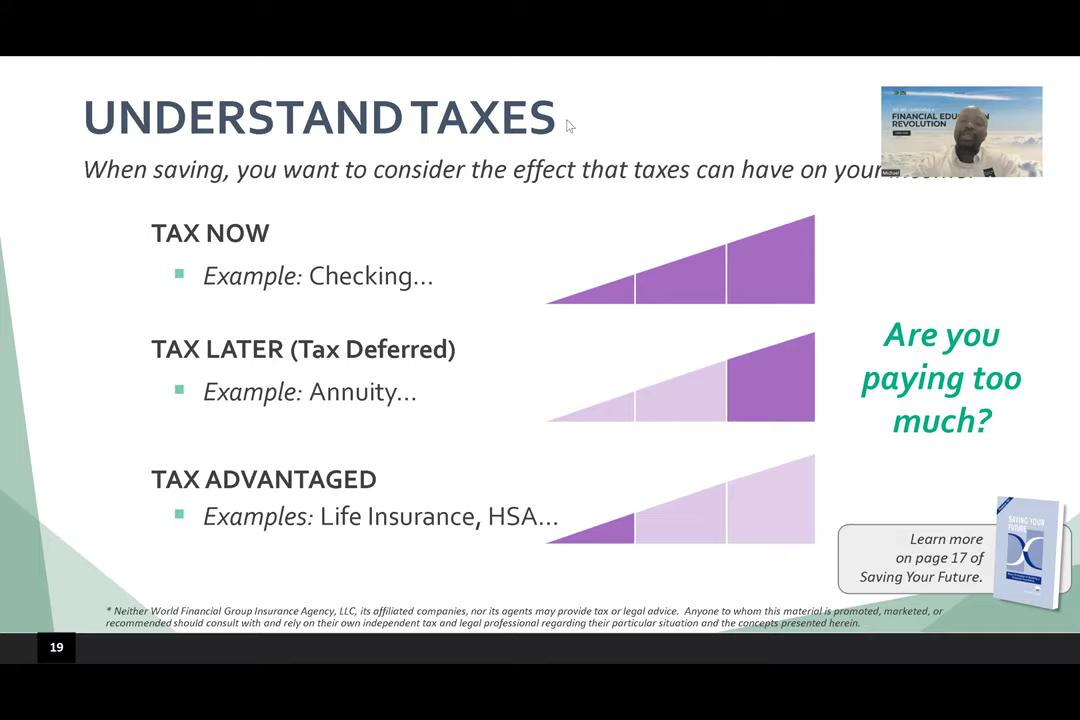 UNDERSTAND TAXES
When saving, you want to consider the effect that taxes can have on your
FINANCIAL EDU
REVOLUTION
Michael
TAX NOW
Example: Checking...
TAX LATER (Tax Deferred)
Example: Annuity...
TAX ADVANTAGED
Examples: Life Insurance, HSA...
Are you
paying too
much?
Learn more
on page 17 of
Saving Your Future.
SAVING YOUR
FUTURE
* Neither World Financial Group Insurance Agency, LLC, its affiliated companies, nor its agents may provide tax or legal advice. Anyone to whom this material is promoted, marketed, or
recommended should consult with and rely on their own independent tax and legal professional regarding their particular situation and the concepts presented herein.
19